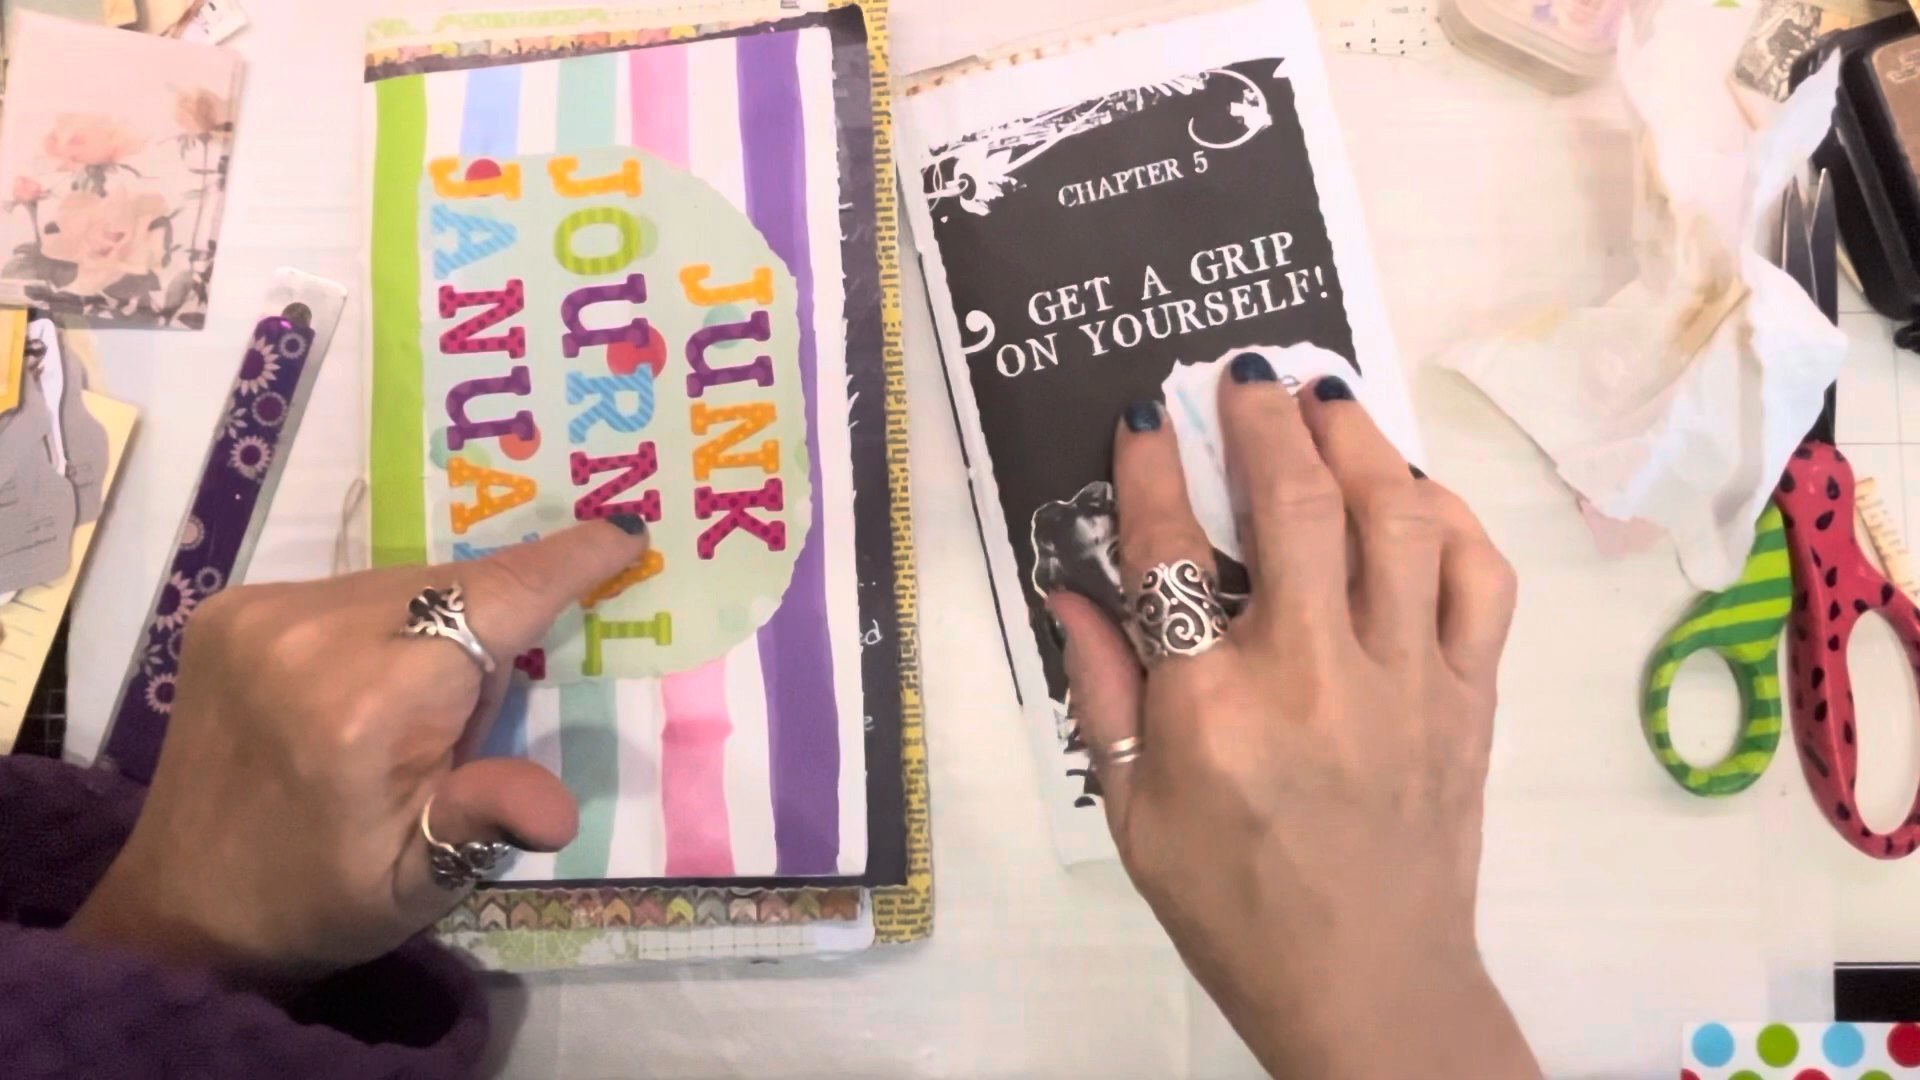 JUNK
JOURNAL
JANUA
CHAPTER 5
GET A GRIP
ON YOURSELF!